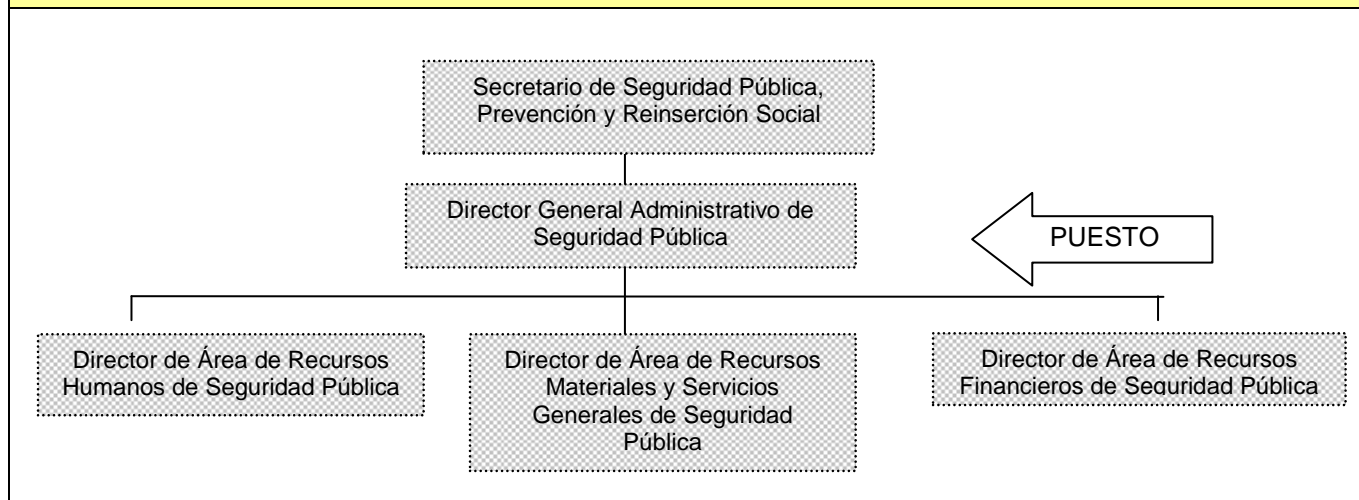 Secretario de Seguridad Pública,
Prevención y Reinserción Social
Director General Administrativo de
Seguridad Pública
PUESTO
Director de Área de Recursos
Humanos de Seguridad Pública
Director de Área de Recursos
Materiales y Servicios
Generales de Seguridad
Pública
Director de Área de Recursos
Financieros de Seguridad Pública